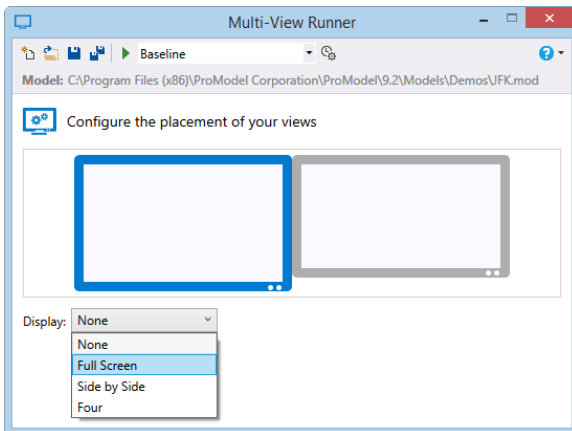 Multi-View Runner
Baseline
Model: C:\Program Files (x86)\ProModel Corporation\ProModel\9.2\Models\Demos\JFK.mod
Configure the placement of your views
Display: None
None
Full Screen
Side by Side
Four